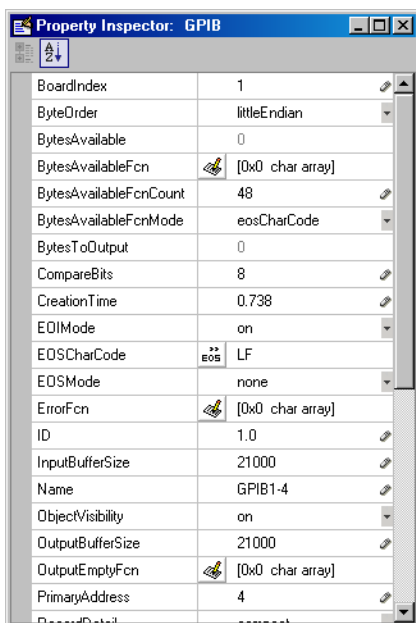 Property Inspector: GPIB
A
Z
BoardIndex 1
ByteOrder littleEndian
BytesAvailable 0
BytesAvailableFcn [0x0 char array]
BytesAvailableFcnCount 48
BytesAvailableFcnMode eosCharCode
BytesToOutput 0
CompareBits 8
CreationTime 0.738
EOIMode on
EOSCharCode EOS LF
EOSMode none
ErrorFcn [0x0 char array]
ID 1.0
InputBufferSize 21000
Name GPIB1-4
ObjectVisibility on
OutputBufferSize 21000
OutputEmptyFcn [0x0 char array]
PrimaryAddress 4